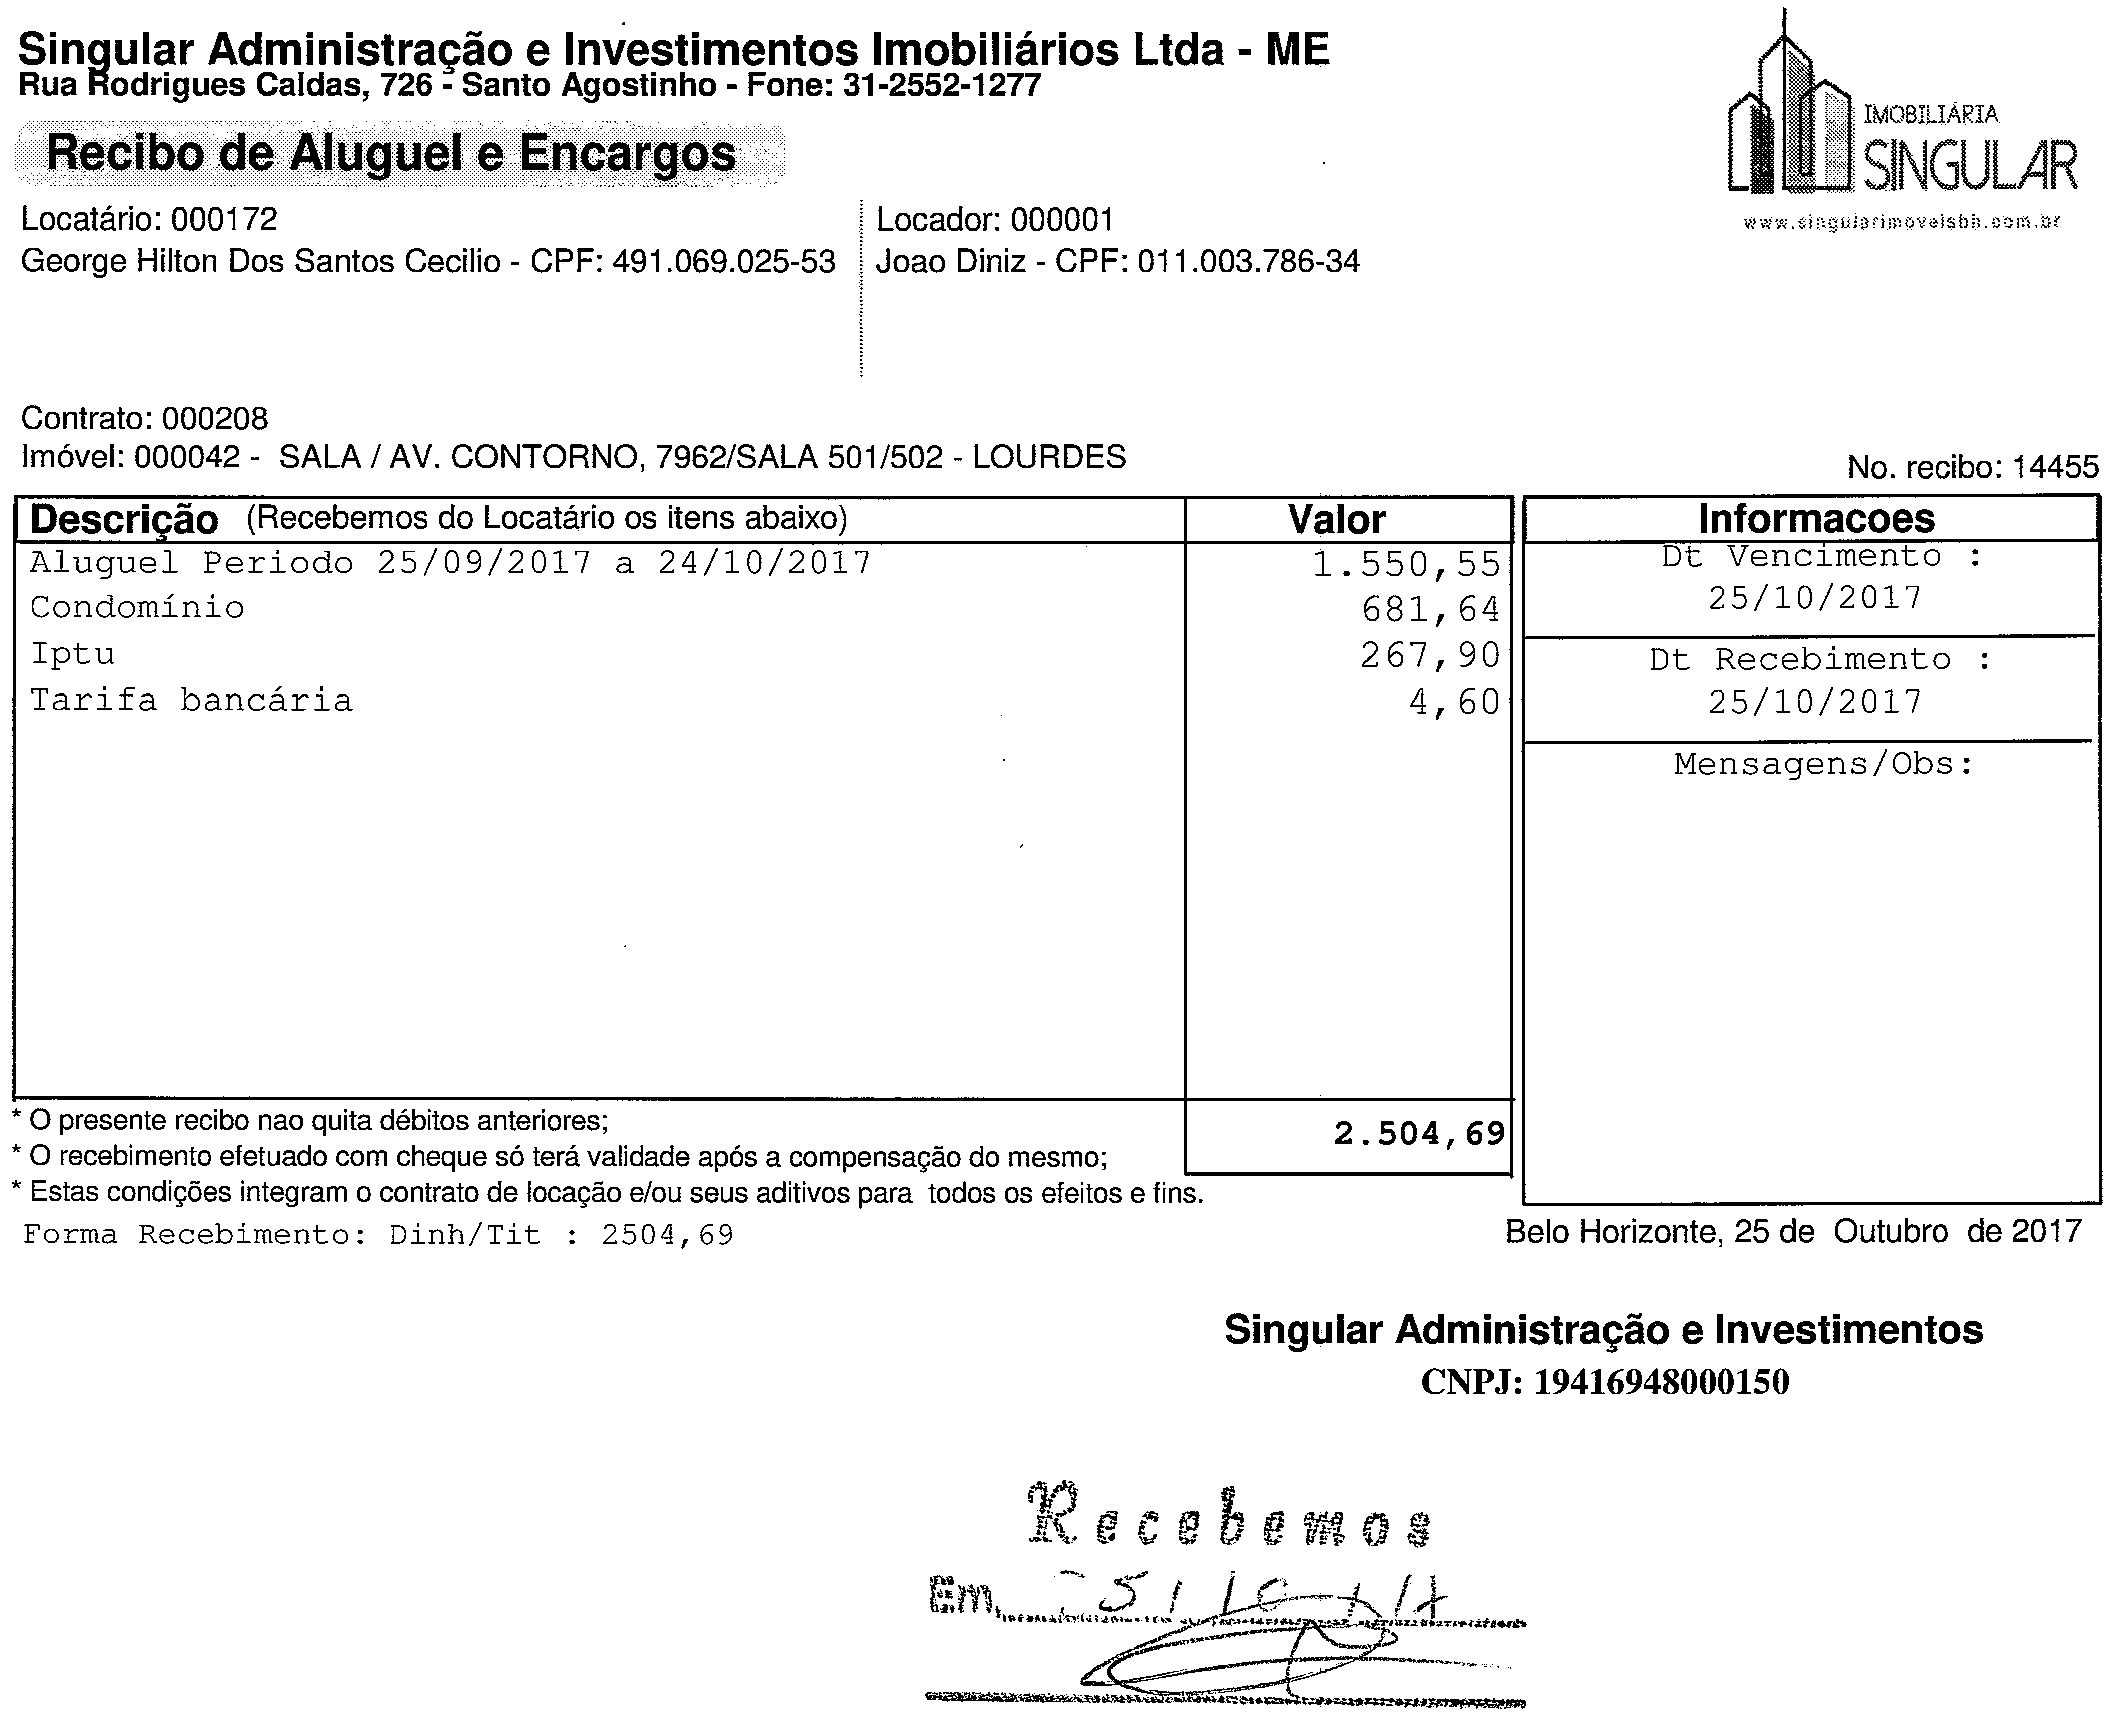 Singular Administração e Investimentos Imobiliários Ltda - ME
Rua Rodrigues Caldas, 726 - Santo Agostinho - Fone: 31-2552-1277
IMOBILIÁRIA
SINGULAR
www.singularimoveisbh.com.br
Recibo de Aluguel e Encargos
Locatário: 000172
George Hilton Dos Santos Cecilio - CPF: 491.069.025-53
Locador: 000001
Joao Diniz - CPF: 011.003.786-34
Contrato: 000208
Imóvel: 000042 - SALA / AV. CONTORNO, 7962/SALA 501/502 - LOURDES
No. recibo: 14455
Descrição (Recebemos do Locatário os itens abaixo) Valor
Aluguel Periodo 25/09/2017 a 24/10/2017 1.550,55
Condomínio 681,64
Iptu 267,90
Tarifa bancária 4,60
2.504,69
Informacoes
Dt Vencimento :
25/10/2017
Dt Recebimento :
25/10/2017
Mensagens/Obs:
* O presente recibo nao quita débitos anteriores;
* O recebimento efetuado com cheque só terá validade após a compensação do mesmo;
* Estas condições integram o contrato de locação e/ou seus aditivos para todos os efeitos e fins.
Forma Recebimento: Dinh/Tit : 2504,69
Belo Horizonte, 25 de Outubro de 2017
Singular Administração e Investimentos
CNPJ: 19416948000150
Recebemos
Em